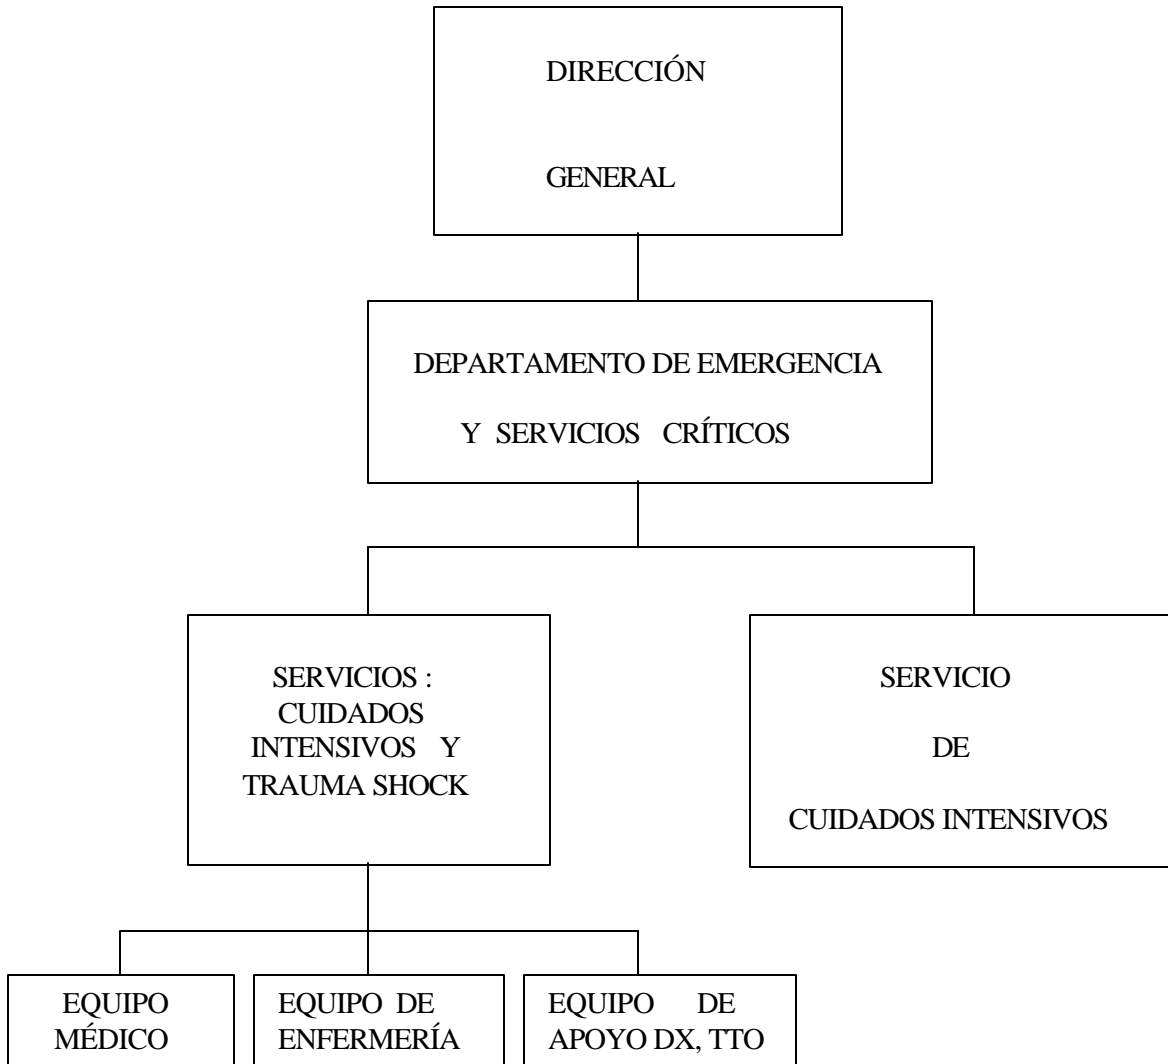 DIRECCIÓN
GENERAL
DEPARTAMENTO DE EMERGENCIA
Y SERVICIOS CRÍTICOS
SERVICIOS :
CUIDADOS
INTENSIVOS Y
TRAUMA SHOCK
SERVICIO
DE
CUIDADOS INTENSIVOS
EQUIPO
MÉDICO
EQUIPO DE
ENFERMERÍA
EQUIPO DE
APOYO DX, TTO